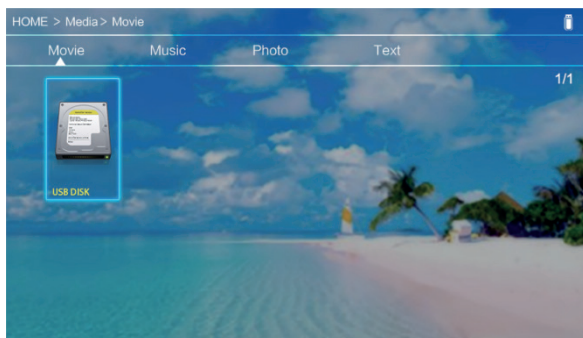 HOME > Media > Movie
Movie Music Photo Text
1/1
USB DISK